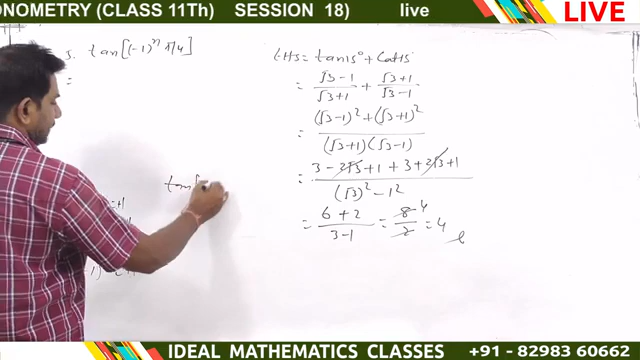 ONOMETRY (CLASS 11Th) SESSION 18) live
LIVE
3. tan[(-1)ⁿ π/4]
=
tan[
LHS = tan15° + Cot15°
= (√3-1)/(√3+1) + (√3+1)/(√3-1)
= ((√3-1)² + (√3+1)²)/((√3+1)(√3-1))
= (3-2√3+1+3+2√3+1)/((√3)²-1²)
= (6+2)/(3-1) = 8/2 = 4
IDEAL MATHEMATICS CLASSES +91 - 82983 60662